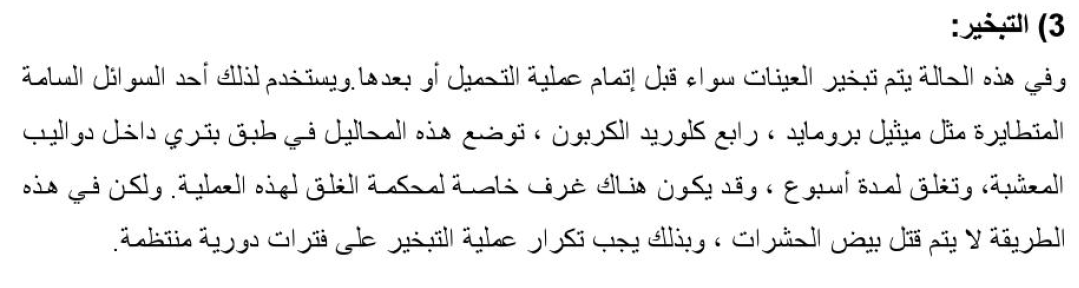 3) التبخير:
وفي هذه الحالة يتم تبخير العينات سواء قبل إتمام عملية التحميل أو بعدها.ويستخدم لذلك أحد السوائل السامة
المتطايرة مثل ميثيل برومايد ، رابع كلوريد الكربون ، توضع هذه المحاليل في طبق بتري داخل دواليب
المعشبة، وتغلق لمدة أسبوع ، وقد يكون هناك غرف خاصة لمحكمة الغلق لهذه العملية. ولكن في هذه
الطريقة لا يتم قتل بيض الحشرات ، وبذلك يجب تكرار عملية التبخير على فترات دورية منتظمة.